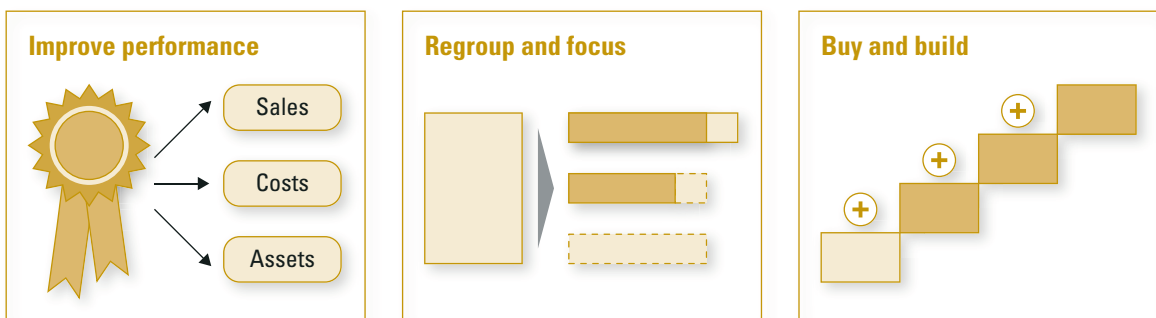 Improve performance
Sales
Costs
Assets
Regroup and focus
Buy and build
+
+
+